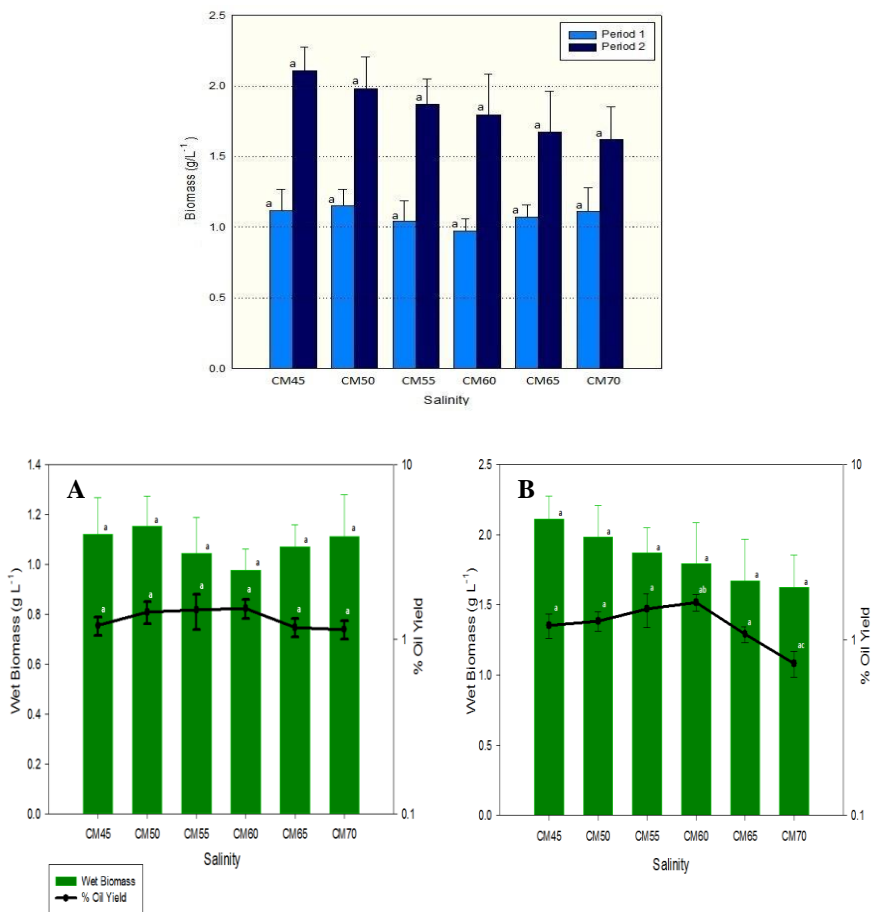 2.5
2.0
1.5
1.0
0.5
0.0
Biomass (g/L⁻¹)
Period 1
Period 2
a a a a a a
a a a a a a
CM45 CM50 CM55 CM60 CM65 CM70
Salinity
A
1.4
1.2
1.0
0.8
0.6
0.4
0.2
0.0
Wet Biomass (g L⁻¹)
10
1
0.1
% Oil Yield
a a a a a a
a a a a a a
CM45 CM50 CM55 CM60 CM65 CM70
Salinity
Wet Biomass
% Oil Yield
B
2.5
2.0
1.5
1.0
0.5
0.0
Wet Biomass (g L⁻¹)
10
1
0.1
% Oil Yield
a a a a a a
a a a ab a ac
CM45 CM50 CM55 CM60 CM65 CM70
Salinity